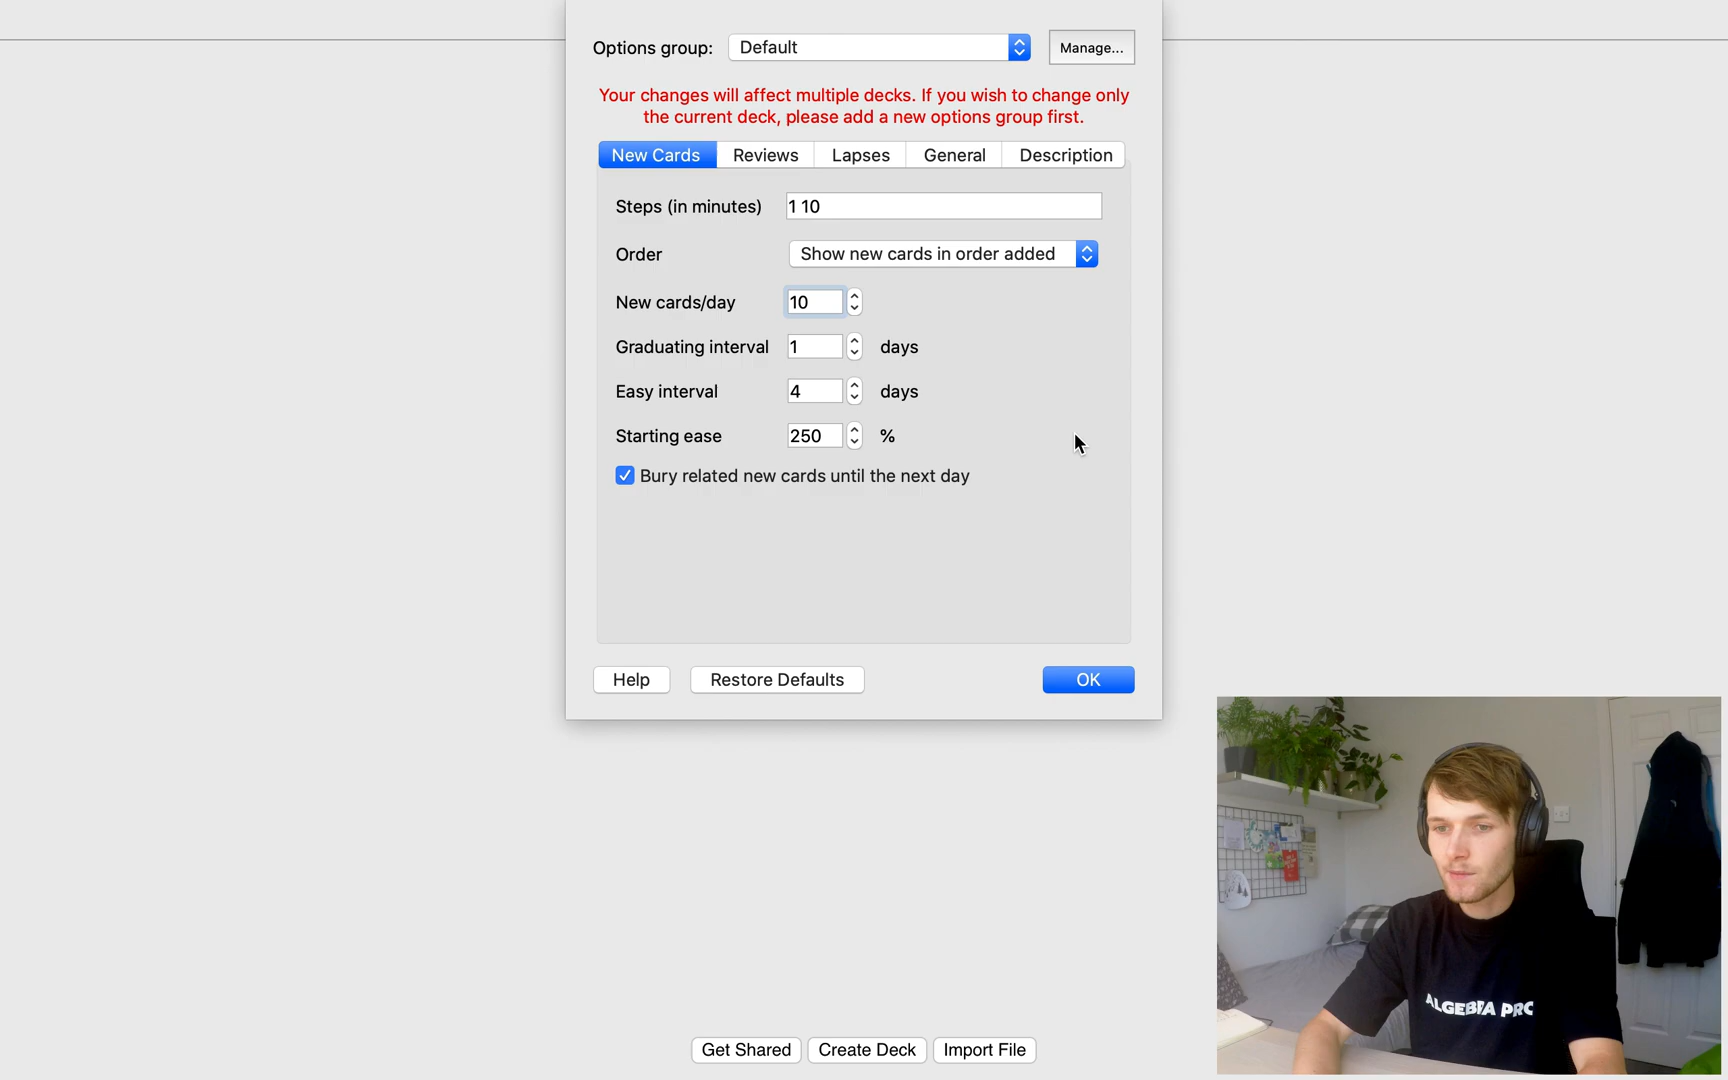 Options group: Default Manage...
Your changes will affect multiple decks. If you wish to change only
the current deck, please add a new options group first.
New Cards Reviews Lapses General Description
Steps (in minutes) 1 10
Order Show new cards in order added
New cards/day 10
Graduating interval 1 days
Easy interval 4 days
Starting ease 250 %
Bury related new cards until the next day
Help Restore Defaults OK
ALGEBRA PRO
Get Shared Create Deck Import File